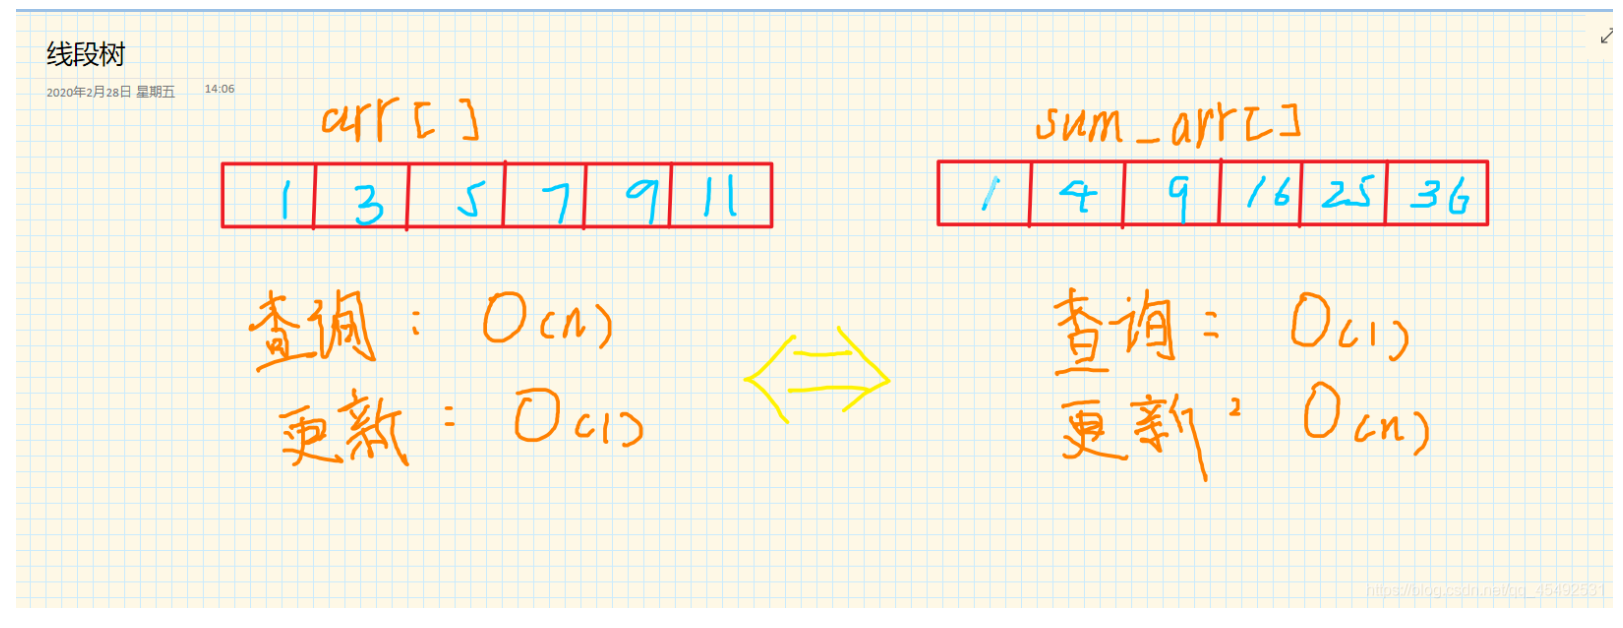 线段树
2020年2月28日 星期五 14:06
arr[ ] sum_arr[ ]
1 3 5 7 9 11 1 4 9 16 25 36
查询: O(n) 查询: O(1)
更新: O(1) 更新: O(n)
https://blog.csdn.net/qq_45492531